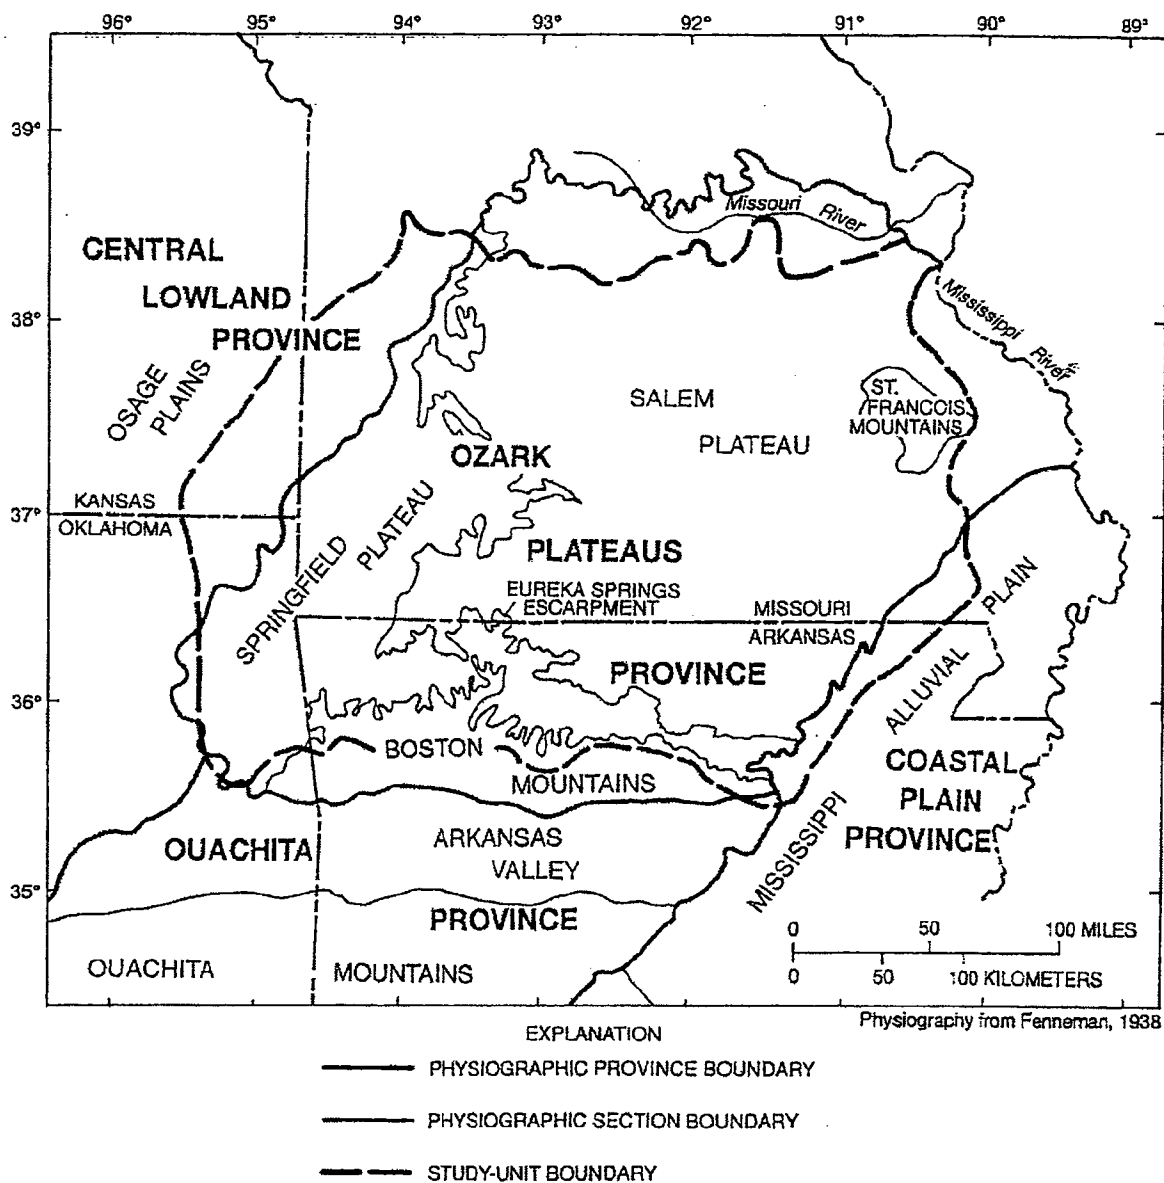 96° 95° 94° 93° 92° 91° 90° 89°
39°
38°
37°
36°
35°
CENTRAL
LOWLAND
PROVINCE
OSAGE
PLAINS
Missouri River
Mississippi
River
SALEM
PLATEAU
ST.
FRANCOIS
MOUNTAINS
OZARK
PLATEAUS
PROVINCE
KANSAS
OKLAHOMA
SPRINGFIELD PLATEAU
EUREKA SPRINGS
ESCARPMENT
MISSOURI
ARKANSAS
BOSTON
MOUNTAINS
MISSISSIPPI ALLUVIAL PLAIN
COASTAL
PLAIN
PROVINCE
OUACHITA
PROVINCE
ARKANSAS
VALLEY
OUACHITA MOUNTAINS
0 50 100 MILES
0 50 100 KILOMETERS
Physiography from Fenneman, 1938
EXPLANATION
PHYSIOGRAPHIC PROVINCE BOUNDARY
PHYSIOGRAPHIC SECTION BOUNDARY
STUDY-UNIT BOUNDARY